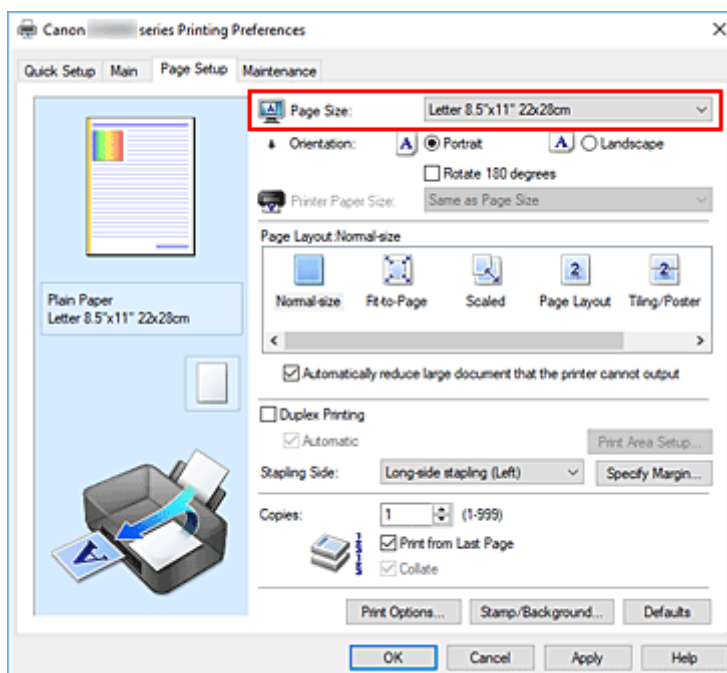 Canon series Printing Preferences
Quick Setup Main Page Setup Maintenance
Page Size: Letter 8.5"x11" 22x28cm
Orientation: A Portrait A Landscape
Rotate 180 degrees
Printer Paper Size: Same as Page Size
Page Layout:Normal-size
Normal-size Fit-to-Page Scaled Page Layout Tiling/Poster
Plain Paper
Letter 8.5"x11" 22x28cm
Automatically reduce large document that the printer cannot output
Duplex Printing
Automatic Print Area Setup...
Stapling Side: Long-side stapling (Left) Specify Margin...
Copies: 1 (1-999)
Print from Last Page
Collate
Print Options... Stamp/Background... Defaults
OK Cancel Apply Help